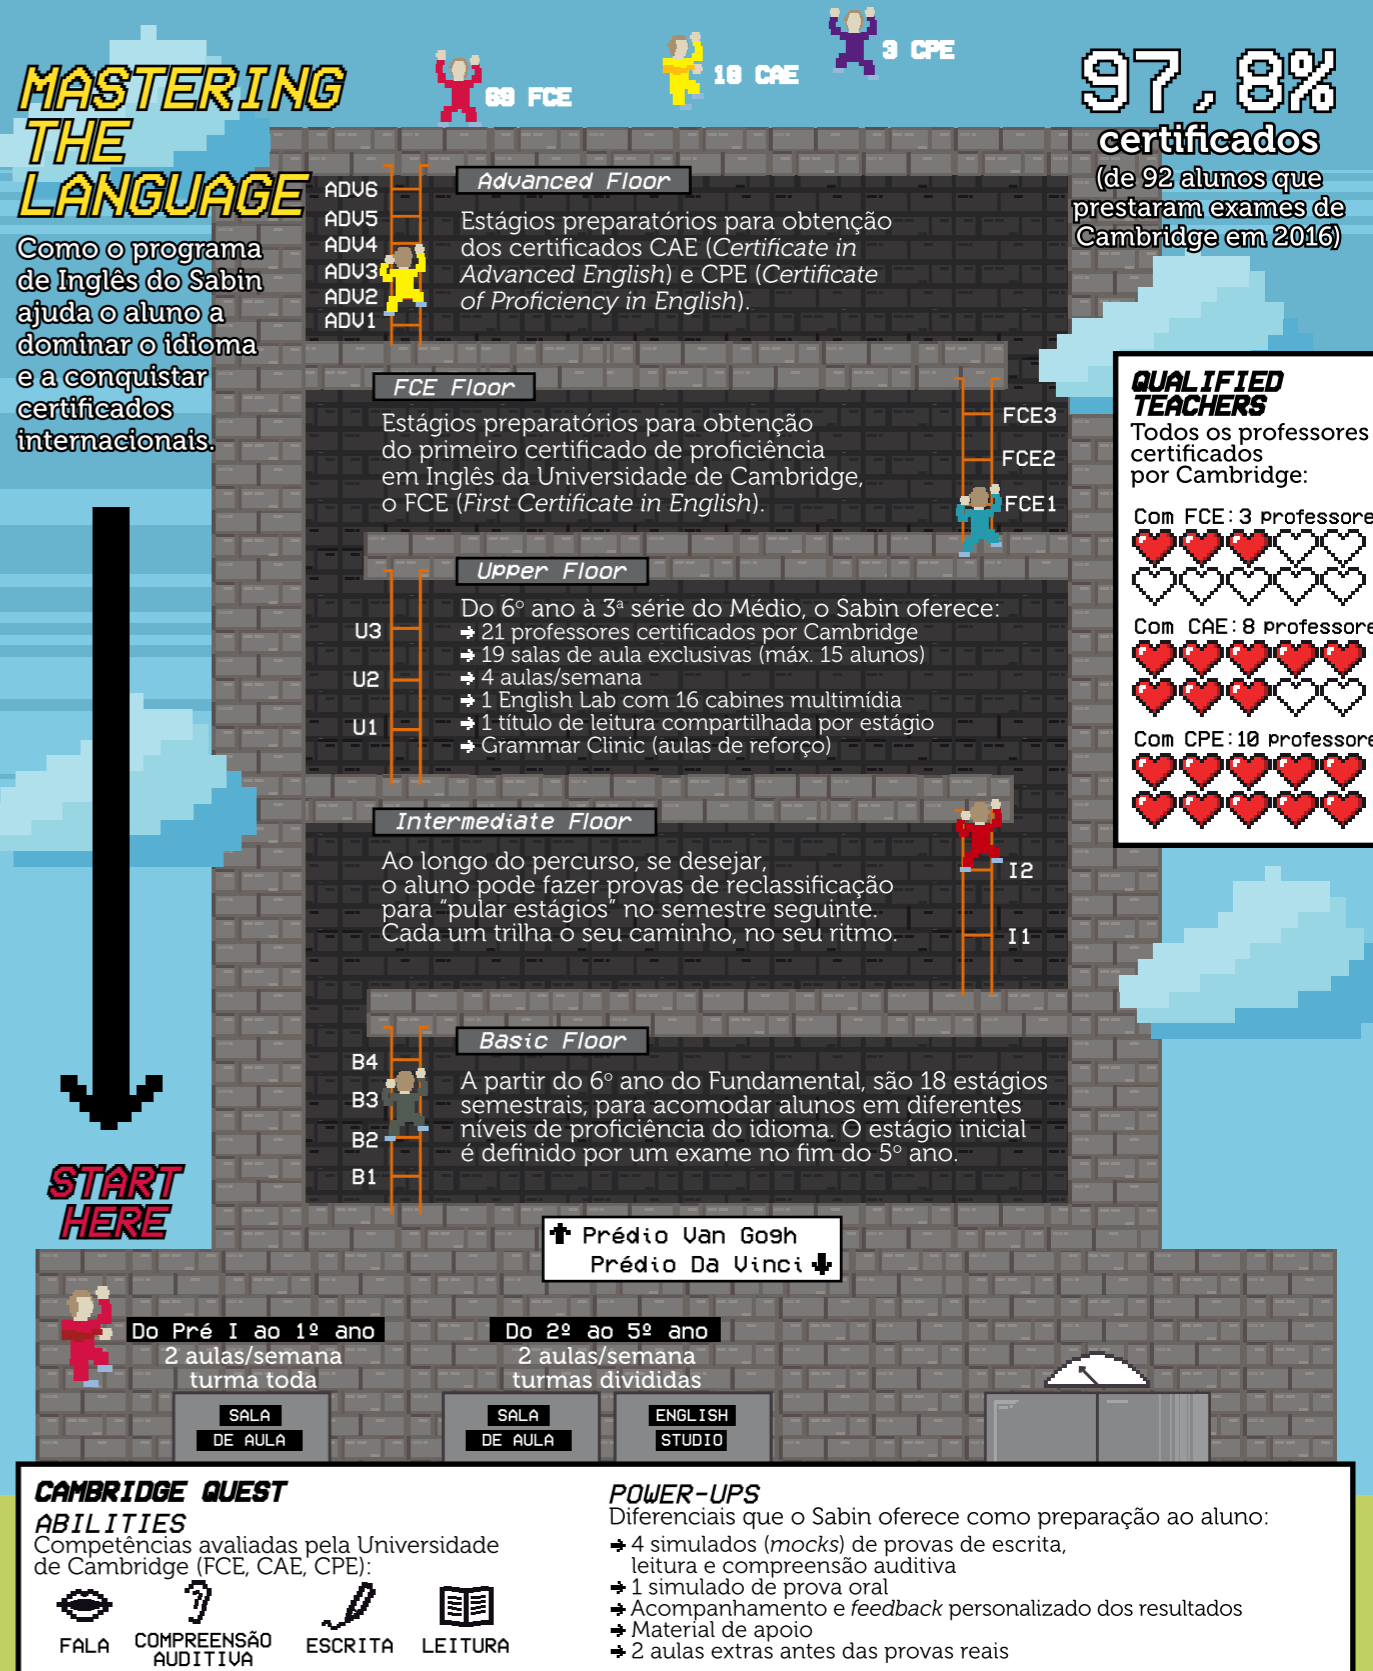 MASTERING
THE
LANGUAGE
Como o programa
de Inglês do Sabin
ajuda o aluno a
dominar o idioma
e a conquistar
certificados
internacionais.
69 FCE
18 CAE
3 CPE
97,8%
certificados
(de 92 alunos que
prestaram exames de
Cambridge em 2016)
Advanced Floor
ADV6
ADV5
ADV4
ADV3
ADV2
ADV1
Estágios preparatórios para obtenção
dos certificados CAE (Certificate in
Advanced English) e CPE (Certificate
of Proficiency in English).
FCE Floor
Estágios preparatórios para obtenção
do primeiro certificado de proficiência
em Inglês da Universidade de Cambridge,
o FCE (First Certificate in English).
FCE3
FCE2
FCE1
QUALIFIED
TEACHERS
Todos os professores
certificados
por Cambridge:
Com FCE:3 professore
Com CAE:8 professore
Com CPE:10 professore
Upper Floor
U3
U2
U1
Do 6º ano à 3ª série do Médio, o Sabin oferece:
➔ 21 professores certificados por Cambridge
➔ 19 salas de aula exclusivas (máx. 15 alunos)
➔ 4 aulas/semana
➔ 1 English Lab com 16 cabines multimídia
➔ 1 título de leitura compartilhada por estágio
➔ Grammar Clinic (aulas de reforço)
Intermediate Floor
Ao longo do percurso, se desejar,
o aluno pode fazer provas de reclassificação
para “pular estágios” no semestre seguinte.
Cada um trilha o seu caminho, no seu ritmo.
I2
I1
Basic Floor
B4
B3
B2
B1
A partir do 6º ano do Fundamental, são 18 estágios
semestrais, para acomodar alunos em diferentes
níveis de proficiência do idioma. O estágio inicial
é definido por um exame no fim do 5º ano.
START
HERE
↑ Prédio Van Gogh
Prédio Da Vinci ↓
Do Pré I ao 1º ano
2 aulas/semana
turma toda
SALA
DE AULA
Do 2º ao 5º ano
2 aulas/semana
turmas divididas
SALA
DE AULA
ENGLISH
STUDIO
CAMBRIDGE QUEST
ABILITIES
Competências avaliadas pela Universidade
de Cambridge (FCE, CAE, CPE):
FALA
COMPREENSÃO
AUDITIVA
ESCRITA
LEITURA
POWER-UPS
Diferenciais que o Sabin oferece como preparação ao aluno:
➔ 4 simulados (mocks) de provas de escrita,
leitura e compreensão auditiva
➔ 1 simulado de prova oral
➔ Acompanhamento e feedback personalizado dos resultados
➔ Material de apoio
➔ 2 aulas extras antes das provas reais